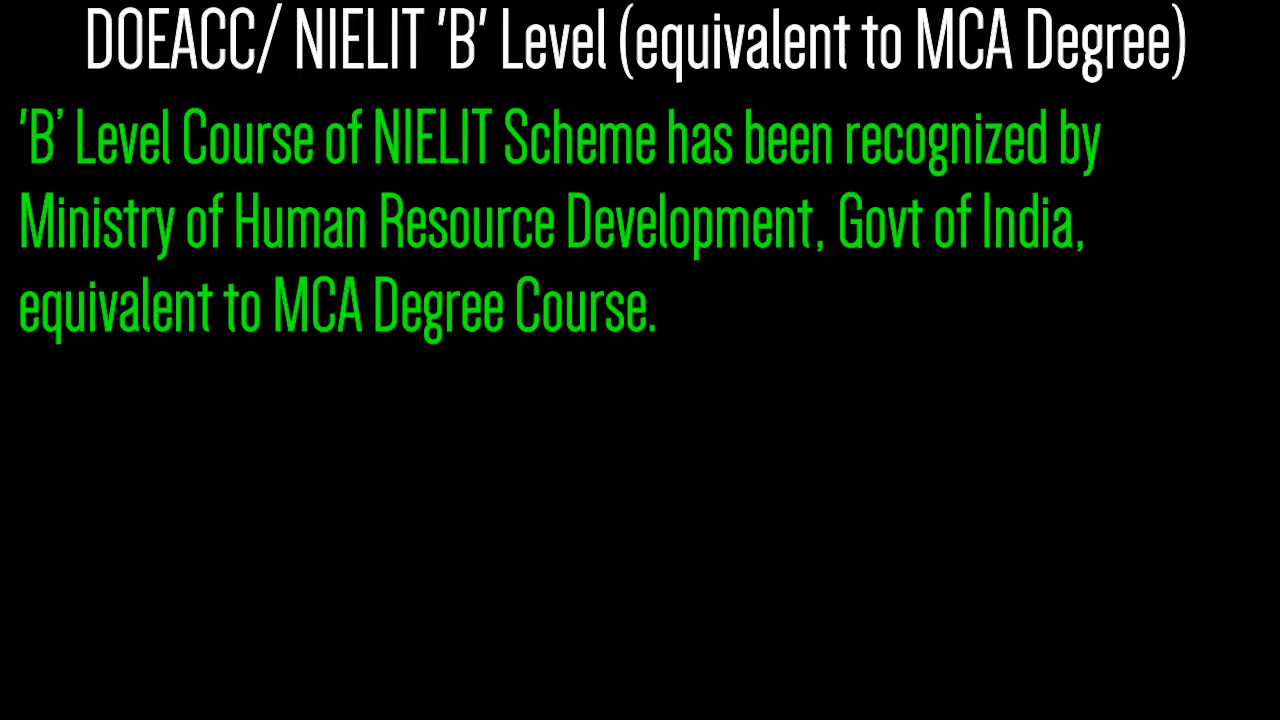 DOEACC/ NIELIT 'B' Level (equivalent to MCA Degree)
'B' Level Course of NIELIT Scheme has been recognized by
Ministry of Human Resource Development, Govt of India,
equivalent to MCA Degree Course.